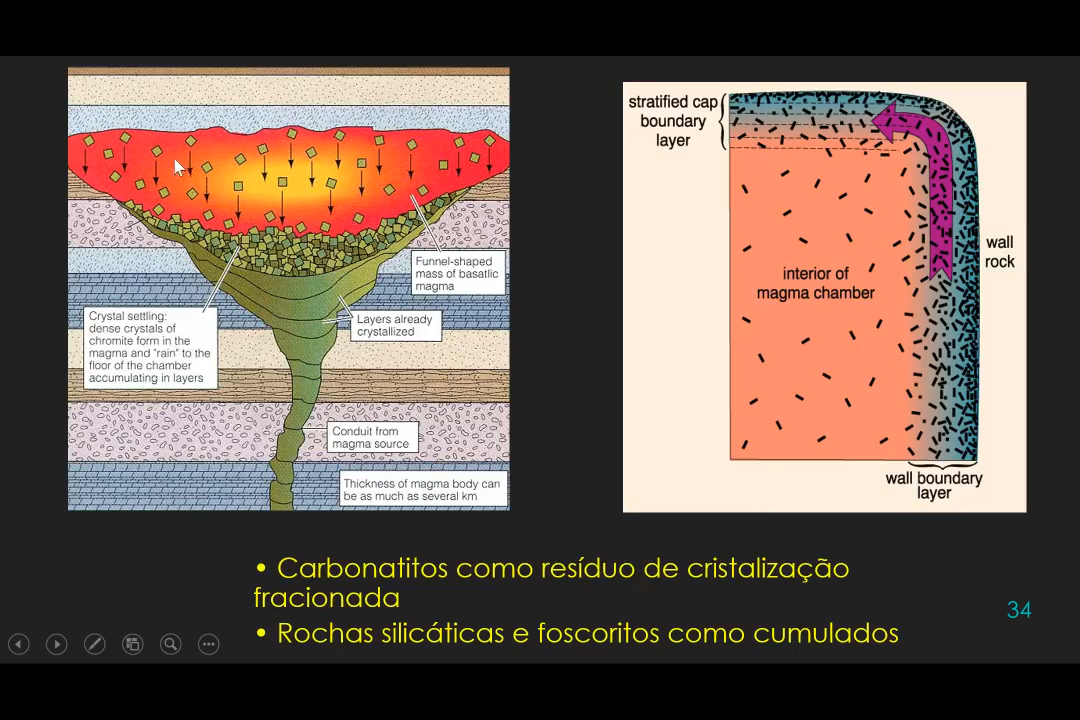 Funnel-shaped
mass of basatlic
magma
Crystal settling:
dense crystals of
chromite form in the
magma and "rain" to the
floor of the chamber
accumulating in layers
Layers already
crystallized
Conduit from
magma source
Thickness of magma body can
be as much as several km
stratified cap
boundary
layer
wall
rock
interior of
magma chamber
wall boundary
layer
• Carbonatitos como resíduo de cristalização
fracionada
• Rochas silicáticas e foscoritos como cumulados
34